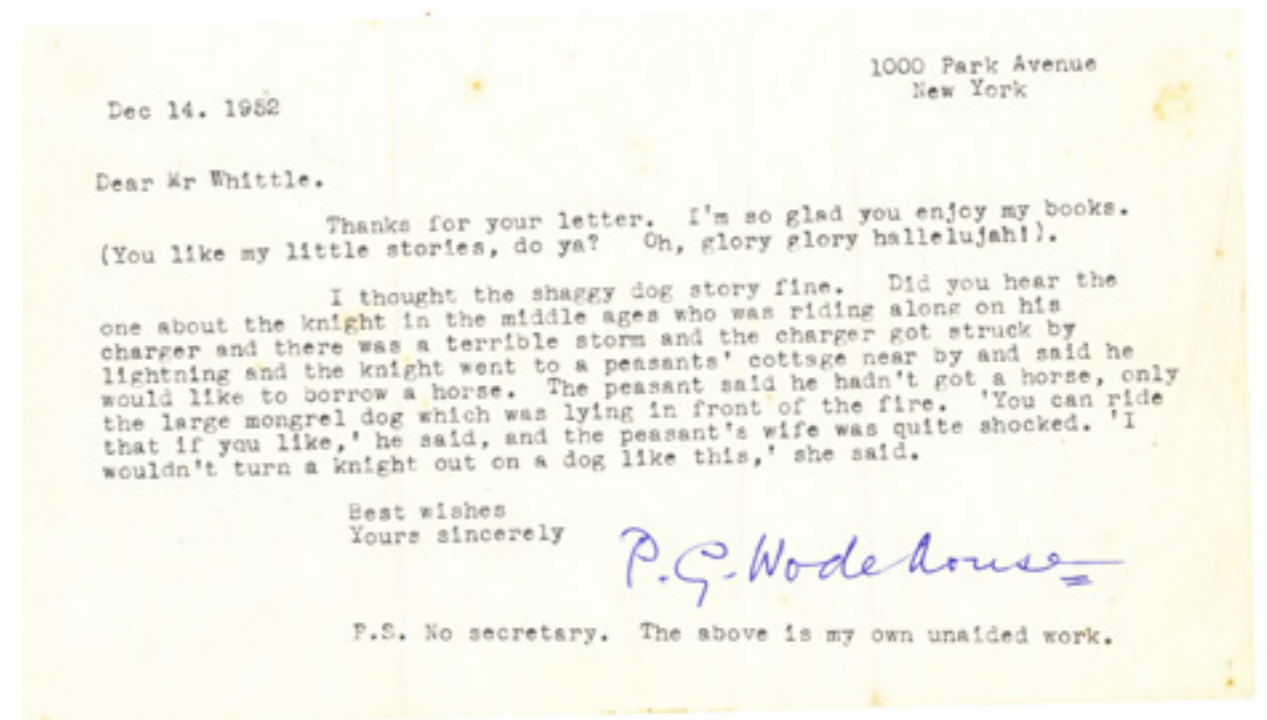 1000 Park Avenue
New York
Dec 14. 1952
Dear Mr Whittle.
Thanks for your letter. I'm so glad you enjoy my books.
(You like my little stories, do ya? Oh, glory glory hallelujah!).
I thought the shaggy dog story fine. Did you hear the
one about the knight in the middle ages who was riding along on his
charger and there was a terrible storm and the charger got struck by
lightning and the knight went to a peasants' cottage near by and said he
would like to borrow a horse. The peasant said he hadn't got a horse, only
the large mongrel dog which was lying in front of the fire. 'You can ride
that if you like,' he said, and the peasant's wife was quite shocked. 'I
wouldn't turn a knight out on a dog like this,' she said.
Best wishes
Yours sincerely
P.G. Wodehouse
P.S. No secretary. The above is my own unaided work.